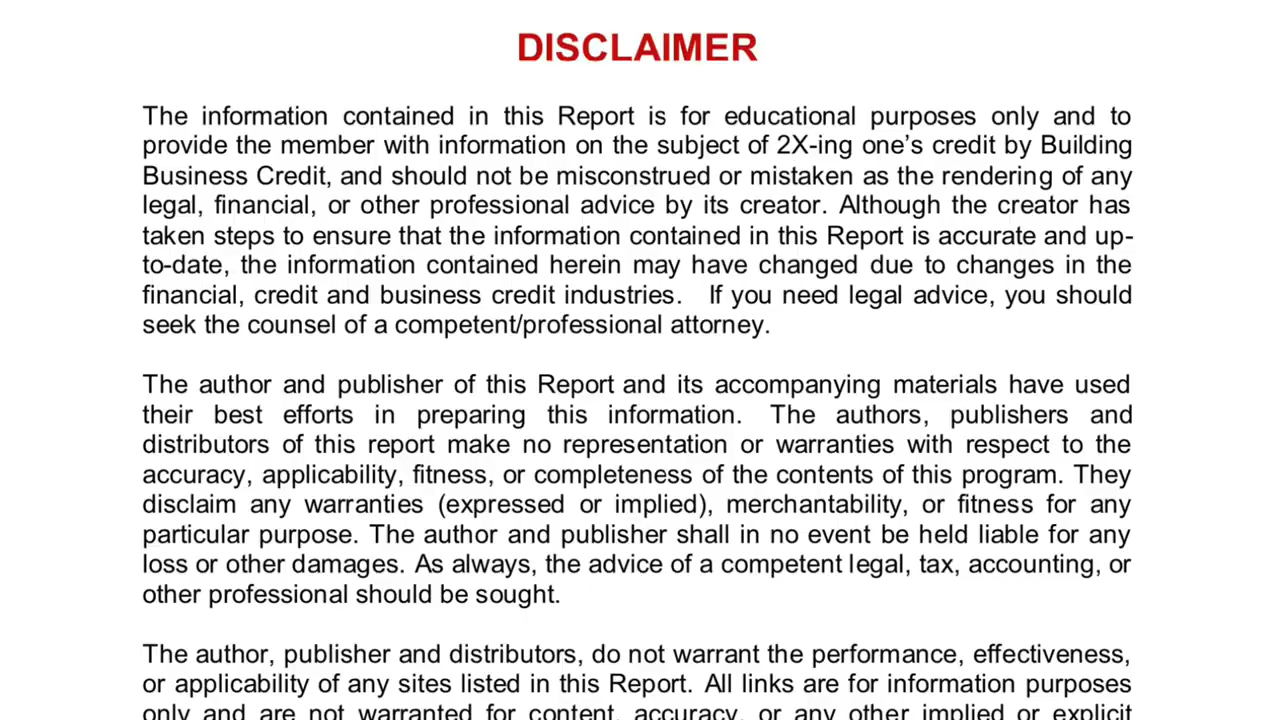 DISCLAIMER
The information contained in this Report is for educational purposes only and to
provide the member with information on the subject of 2X-ing one’s credit by Building
Business Credit, and should not be misconstrued or mistaken as the rendering of any
legal, financial, or other professional advice by its creator. Although the creator has
taken steps to ensure that the information contained in this Report is accurate and up-
to-date, the information contained herein may have changed due to changes in the
financial, credit and business credit industries. If you need legal advice, you should
seek the counsel of a competent/professional attorney.
The author and publisher of this Report and its accompanying materials have used
their best efforts in preparing this information. The authors, publishers and
distributors of this report make no representation or warranties with respect to the
accuracy, applicability, fitness, or completeness of the contents of this program. They
disclaim any warranties (expressed or implied), merchantability, or fitness for any
particular purpose. The author and publisher shall in no event be held liable for any
loss or other damages. As always, the advice of a competent legal, tax, accounting, or
other professional should be sought.
The author, publisher and distributors, do not warrant the performance, effectiveness,
or applicability of any sites listed in this Report. All links are for information purposes
only and are not warranted for content, accuracy, or any other implied or explicit